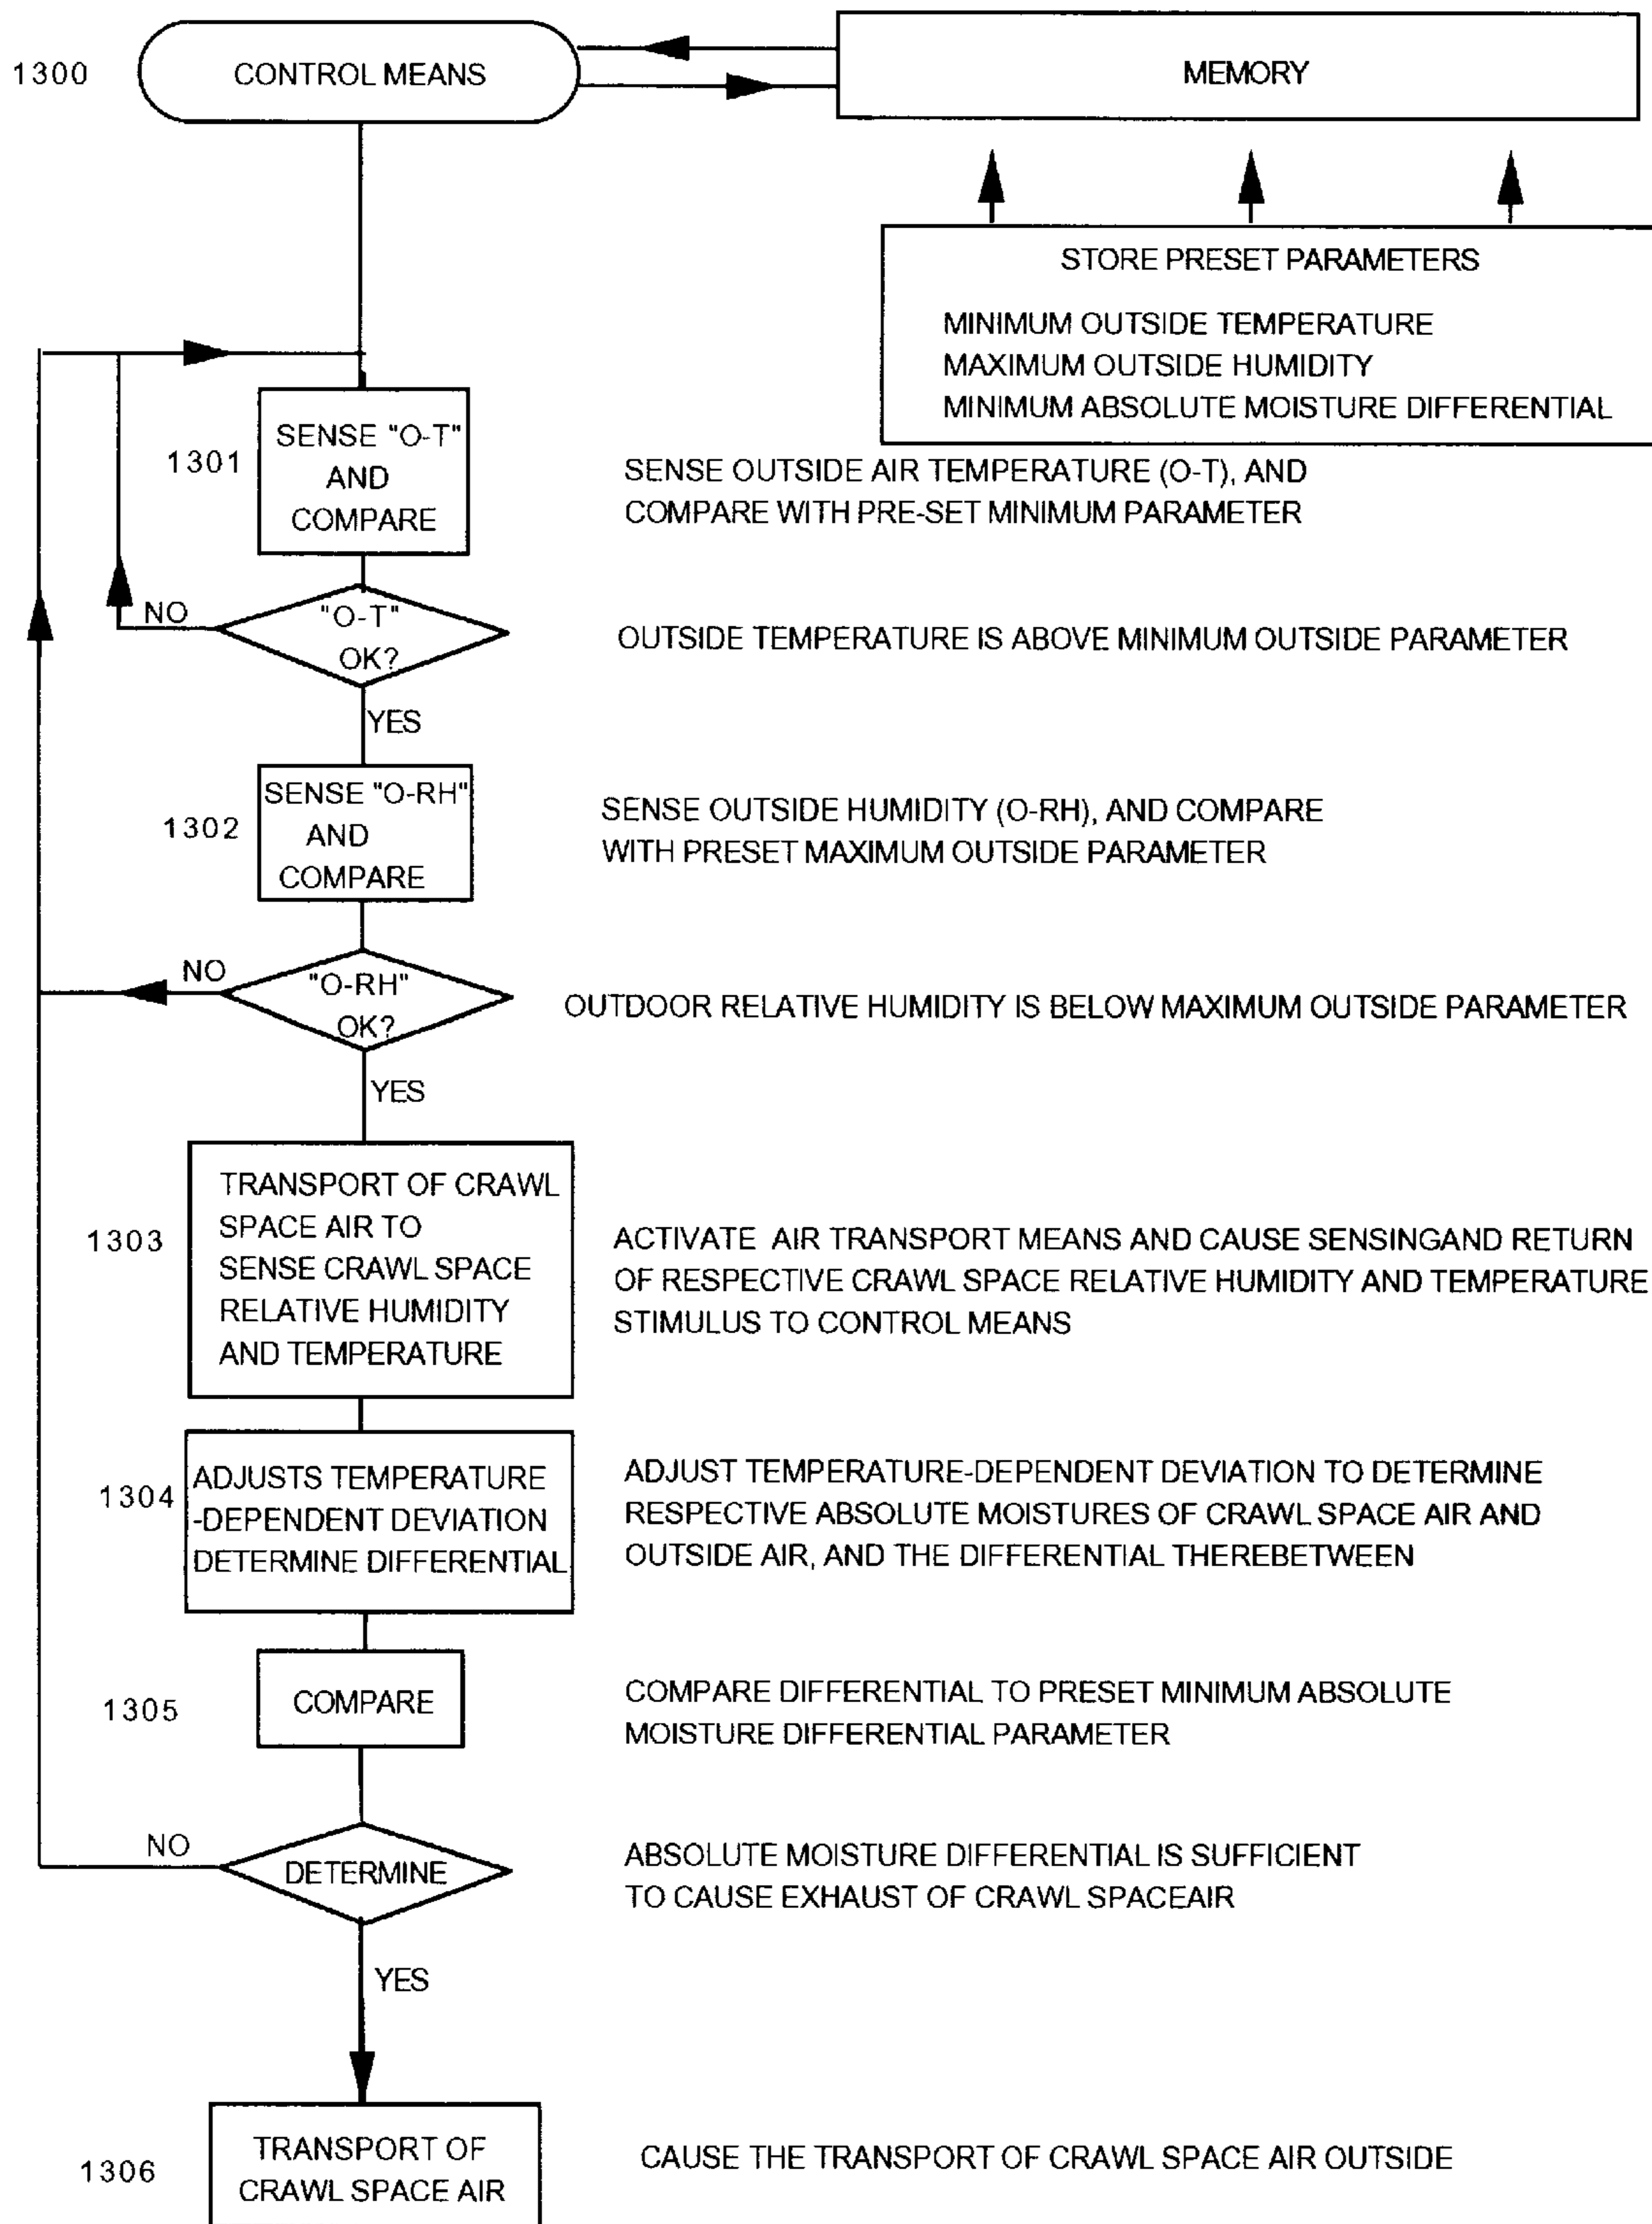 1300
CONTROL MEANS
MEMORY
STORE PRESET PARAMETERS
MINIMUM OUTSIDE TEMPERATURE
MAXIMUM OUTSIDE HUMIDITY
MINIMUM ABSOLUTE MOISTURE DIFFERENTIAL
1301
SENSE "O-T"
AND
COMPARE
SENSE OUTSIDE AIR TEMPERATURE (O-T), AND
COMPARE WITH PRE-SET MINIMUM PARAMETER
NO
"O-T"
OK?
OUTSIDE TEMPERATURE IS ABOVE MINIMUM OUTSIDE PARAMETER
YES
1302
SENSE "O-RH"
AND
COMPARE
SENSE OUTSIDE HUMIDITY (O-RH), AND COMPARE
WITH PRESET MAXIMUM OUTSIDE PARAMETER
NO
"O-RH"
OK?
OUTDOOR RELATIVE HUMIDITY IS BELOW MAXIMUM OUTSIDE PARAMETER
YES
1303
TRANSPORT OF CRAWL
SPACE AIR TO
SENSE CRAWL SPACE
RELATIVE HUMIDITY
AND TEMPERATURE
ACTIVATE AIR TRANSPORT MEANS AND CAUSE SENSINGAND RETURN
OF RESPECTIVE CRAWL SPACE RELATIVE HUMIDITY AND TEMPERATURE
STIMULUS TO CONTROL MEANS
1304
ADJUSTS TEMPERATURE
-DEPENDENT DEVIATION
DETERMINE DIFFERENTIAL
ADJUST TEMPERATURE-DEPENDENT DEVIATION TO DETERMINE
RESPECTIVE ABSOLUTE MOISTURES OF CRAWL SPACE AIR AND
OUTSIDE AIR, AND THE DIFFERENTIAL THEREBETWEEN
1305
COMPARE
COMPARE DIFFERENTIAL TO PRESET MINIMUM ABSOLUTE
MOISTURE DIFFERENTIAL PARAMETER
NO
DETERMINE
ABSOLUTE MOISTURE DIFFERENTIAL IS SUFFICIENT
TO CAUSE EXHAUST OF CRAWL SPACEAIR
YES
1306
TRANSPORT OF
CRAWL SPACE AIR
CAUSE THE TRANSPORT OF CRAWL SPACE AIR OUTSIDE